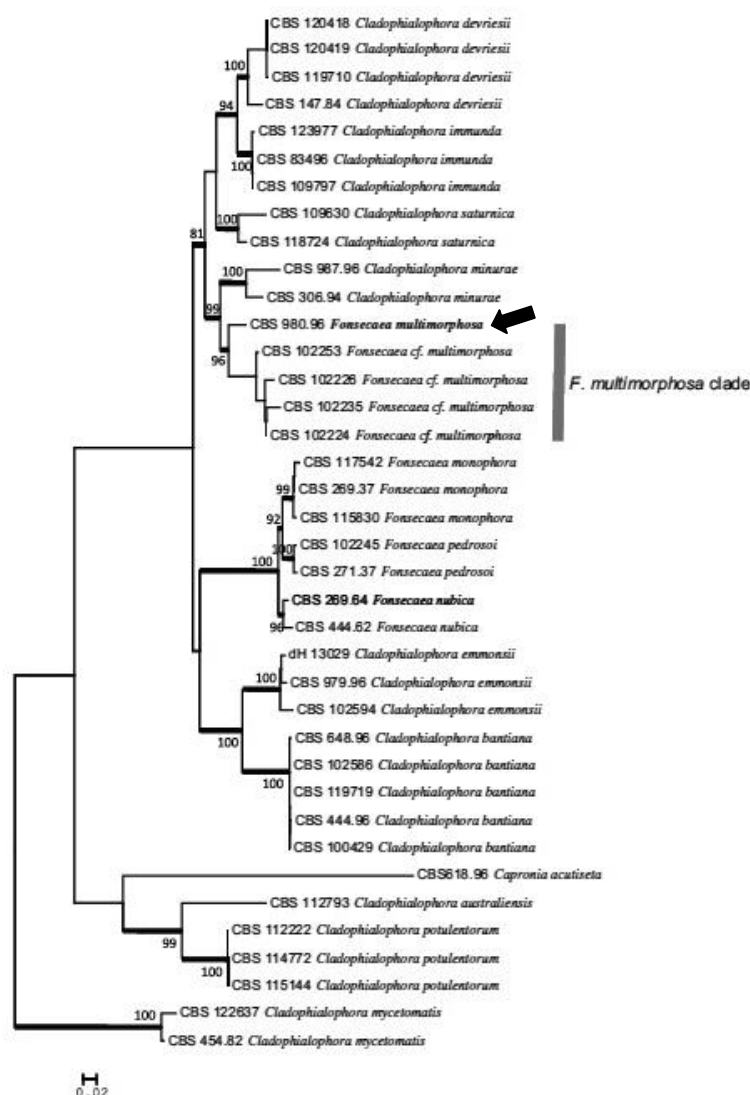 CBS 120418 Cladophialophora devriesii
CBS 120419 Cladophialophora devriesii
100
CBS 119710 Cladophialophora devriesii
94
CBS 147.84 Cladophialophora devriesii
CBS 123977 Cladophialophora immunda
CBS 83496 Cladophialophora immunda
100
CBS 109797 Cladophialophora immunda
CBS 109630 Cladophialophora saturnica
100
81
CBS 118724 Cladophialophora saturnica
CBS 987.96 Cladophialophora minurae
100
CBS 306.94 Cladophialophora minurae
99
CBS 980.96 Fonsecaea multimorphosa
CBS 102253 Fonsecaea cf. multimorphosa
96
CBS 102226 Fonsecaea cf. multimorphosa
F. multimorphosa clade
CBS 102235 Fonsecaea cf. multimorphosa
CBS 102224 Fonsecaea cf. multimorphosa
CBS 117542 Fonsecaea monophora
99
CBS 269.37 Fonsecaea monophora
92
CBS 115830 Fonsecaea monophora
100
CBS 102245 Fonsecaea pedrosoi
100
CBS 271.37 Fonsecaea pedrosoi
CBS 269.64 Fonsecaea nubica
96
CBS 444.62 Fonsecaea nubica
dH 13029 Cladophialophora emmonsii
100
CBS 979.96 Cladophialophora emmonsii
CBS 102594 Cladophialophora emmonsii
100
CBS 648.96 Cladophialophora bantiana
CBS 102586 Cladophialophora bantiana
100
CBS 119719 Cladophialophora bantiana
CBS 444.96 Cladophialophora bantiana
CBS 100429 Cladophialophora bantiana
CBS618.96 Capronia acutiseta
CBS 112793 Cladophialophora australiensis
CBS 112222 Cladophialophora potulentorum
99
CBS 114772 Cladophialophora potulentorum
100
CBS 115144 Cladophialophora potulentorum
100
CBS 122637 Cladophialophora mycetomatis
CBS 454.82 Cladophialophora mycetomatis
0.02